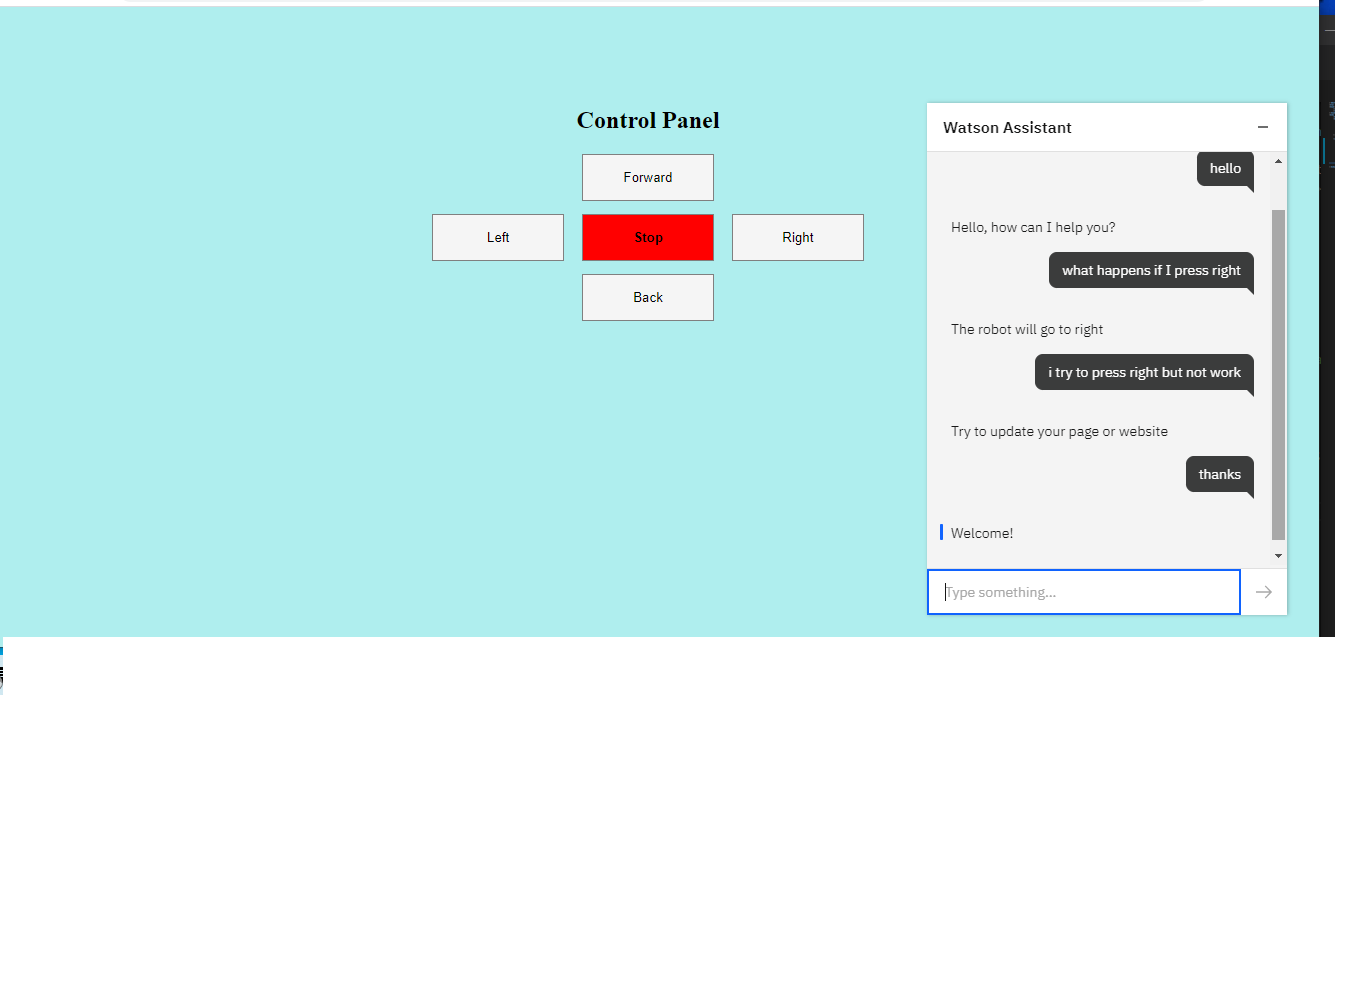 Control Panel
Forward
Left
Stop
Right
Back
Watson Assistant
hello
Hello, how can I help you?
what happens if I press right
The robot will go to right
i try to press right but not work
Try to update your page or website
thanks
Welcome!
Type something...